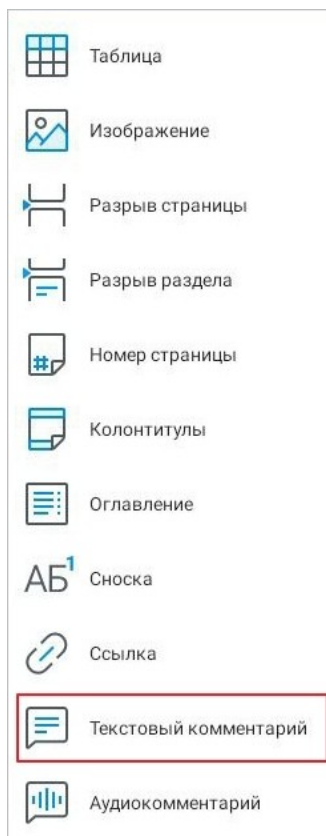 Таблица
Изображение
Разрыв страницы
Разрыв раздела
Номер страницы
Колонтитулы
Оглавление
АБ1 Сноска
Ссылка
Текстовый комментарий
Аудиокомментарий